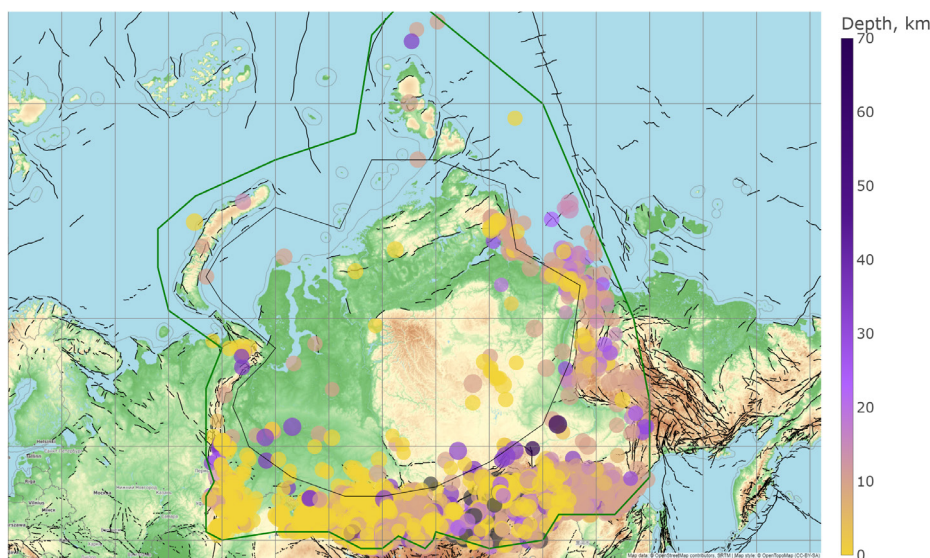 Depth, km
70
60
50
40
30
20
10
0
Москва
Map data: © OpenStreetMap contributors, SRTM | Map style: © OpenTopoMap (CC-BY-SA)